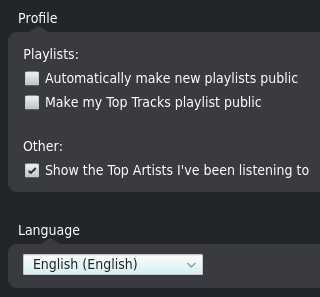 Profile
Playlists:
Automatically make new playlists public
Make my Top Tracks playlist public
Other:
Show the Top Artists I've been listening to
Language
English (English)